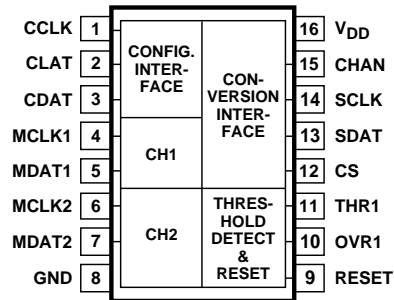 CCLK 1
CLAT 2
CDAT 3
MCLK1 4
MDAT1 5
MCLK2 6
MDAT2 7
GND 8
CONFIG.
INTER-
FACE
CH1
CH2
CON-
VERSION
INTER-
FACE
THRES-
HOLD
DETECT
&
RESET
16 VDD
15 CHAN
14 SCLK
13 SDAT
12 CS
11 THR1
10 OVR1
9 RESET